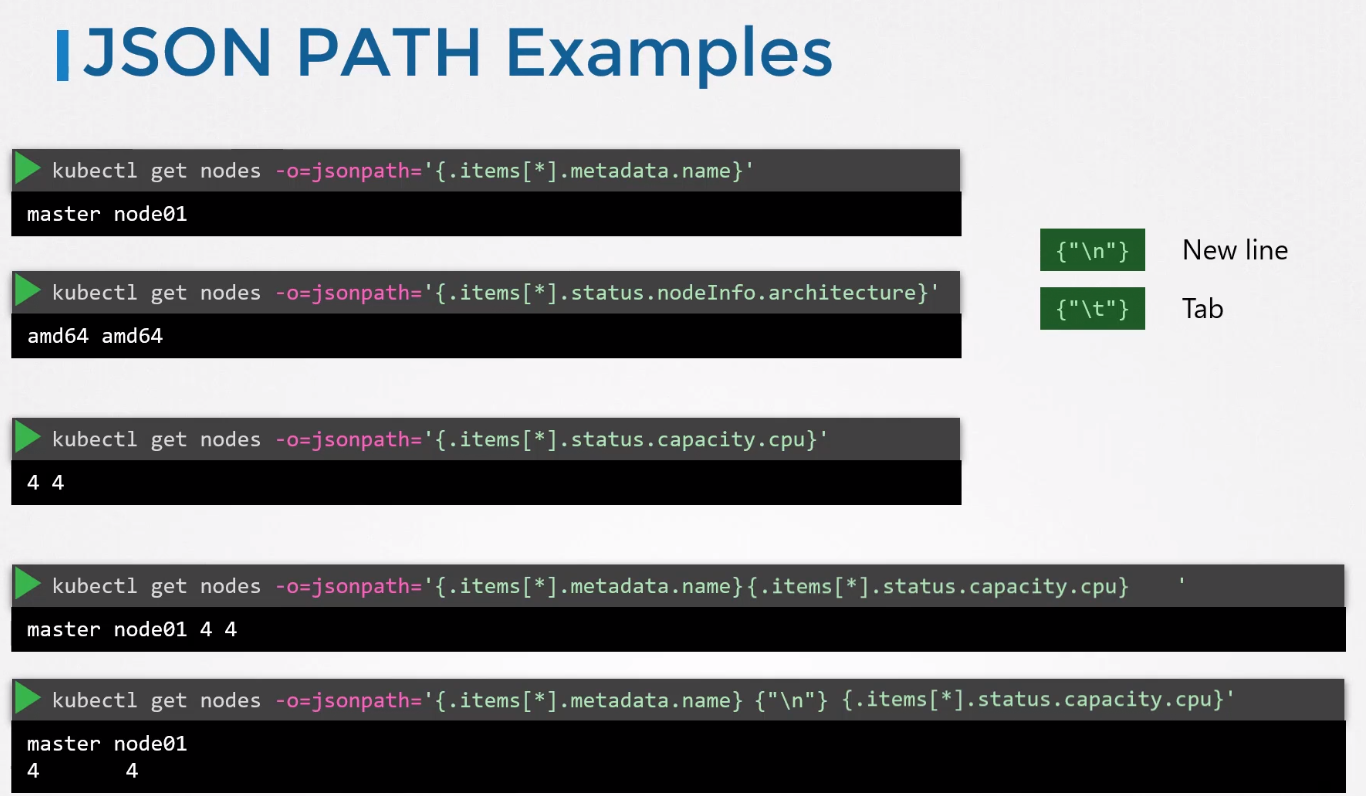 JSON PATH Examples
kubectl get nodes -o=jsonpath='{.items[*].metadata.name}'
master node01
{"\n"} New line
kubectl get nodes -o=jsonpath='{.items[*].status.nodeInfo.architecture}'
{"\t"} Tab
amd64 amd64
kubectl get nodes -o=jsonpath='{.items[*].status.capacity.cpu}'
4 4
kubectl get nodes -o=jsonpath='{.items[*].metadata.name}{.items[*].status.capacity.cpu}    '
master node01 4 4
kubectl get nodes -o=jsonpath='{.items[*].metadata.name} {"\n"} {.items[*].status.capacity.cpu}'
master node01
4       4